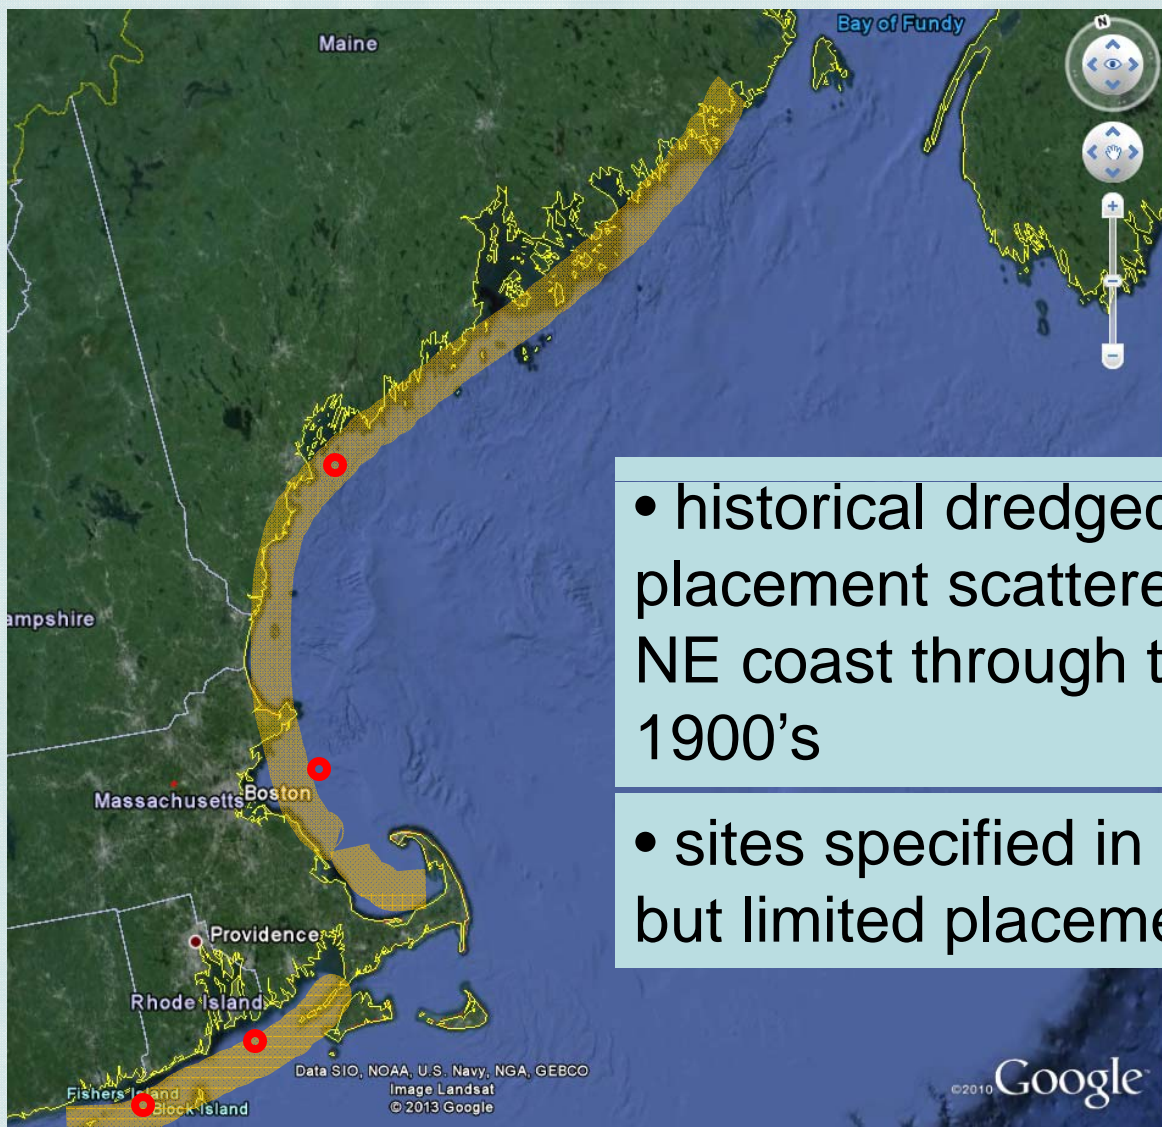 Bay of Fundy
Maine
N
• historical dredged
placement scattere
NE coast through t
1900’s
ampshire
Massachusetts
Boston
• sites specified in
but limited placeme
Providence
Rhode Island
Data SIO, NOAA, U.S. Navy, NGA, GEBCO
Image Landsat
© 2013 Google
Fishers Island
Block Island
©2010 Google